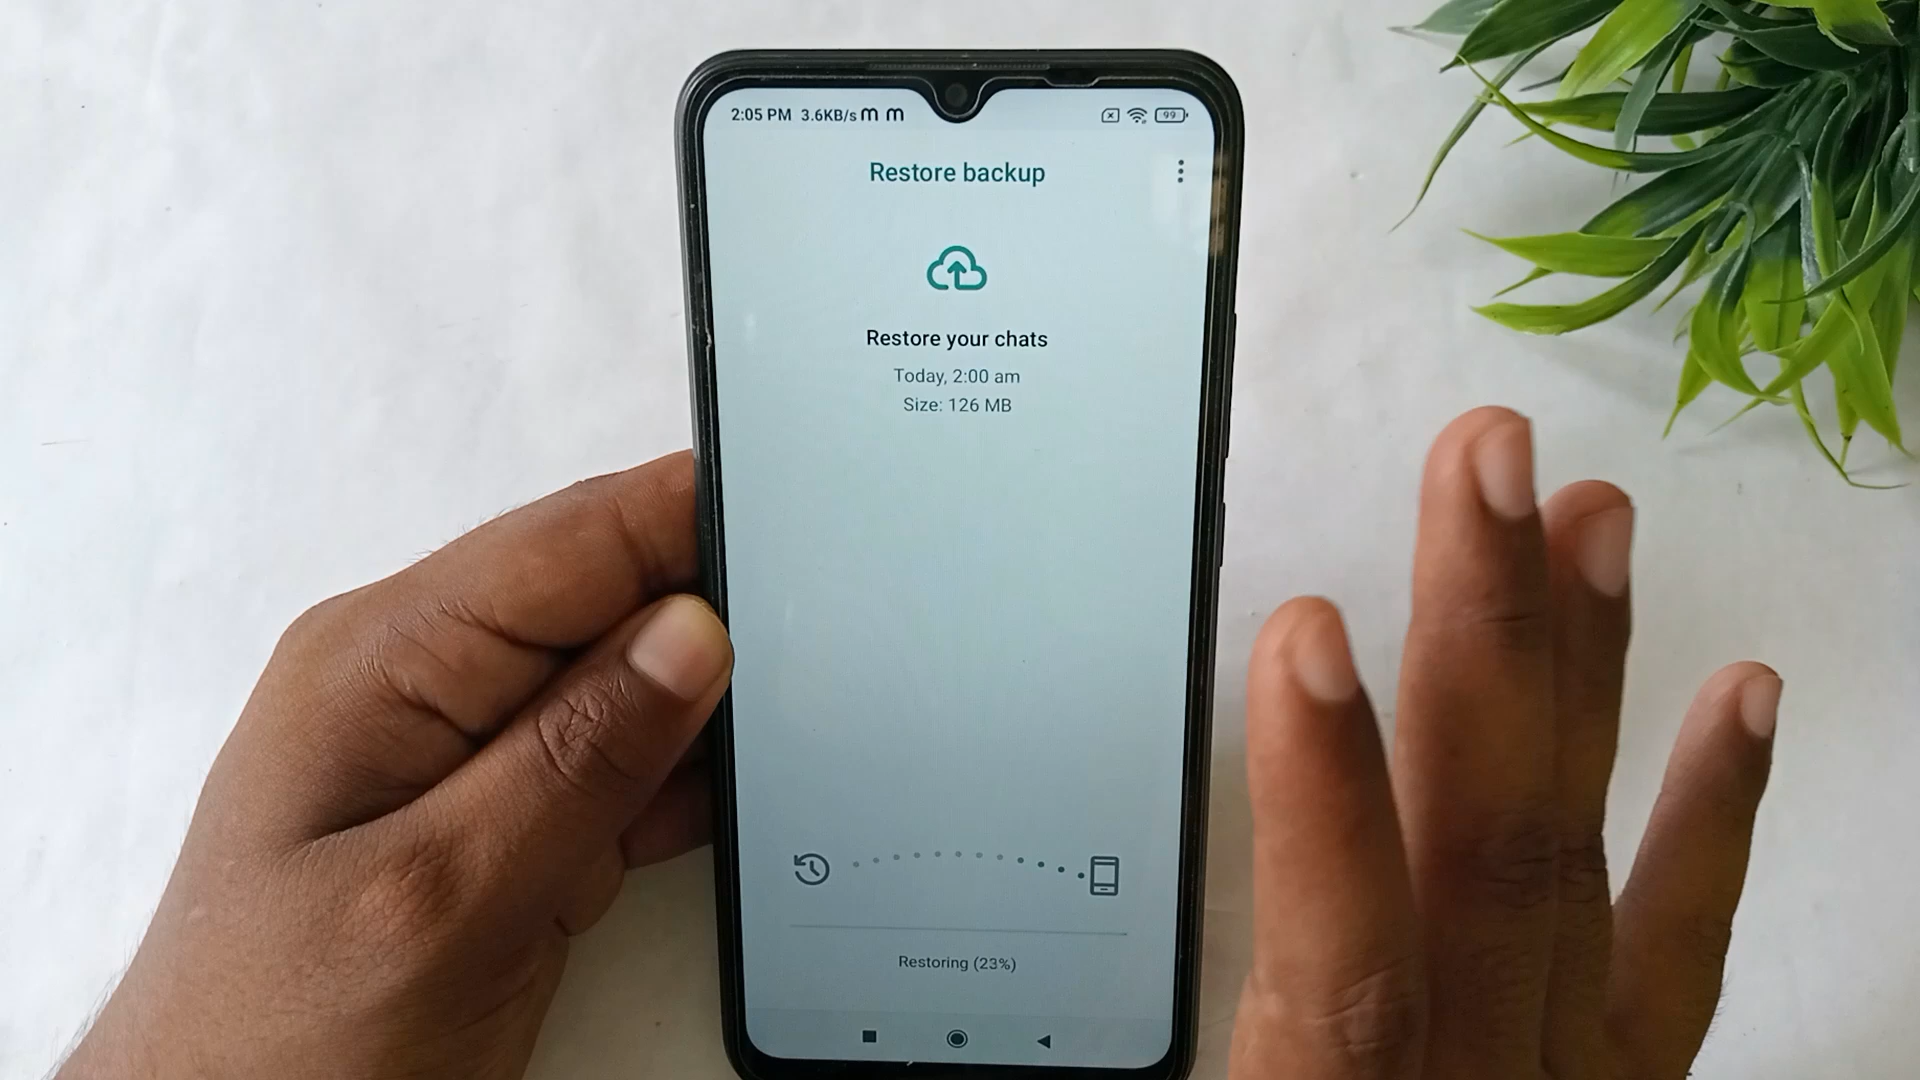 2:05 PM 3.6KB/s m m 99
Restore backup
Restore your chats
Today, 2:00 am
Size: 126 MB
Restoring (23%)